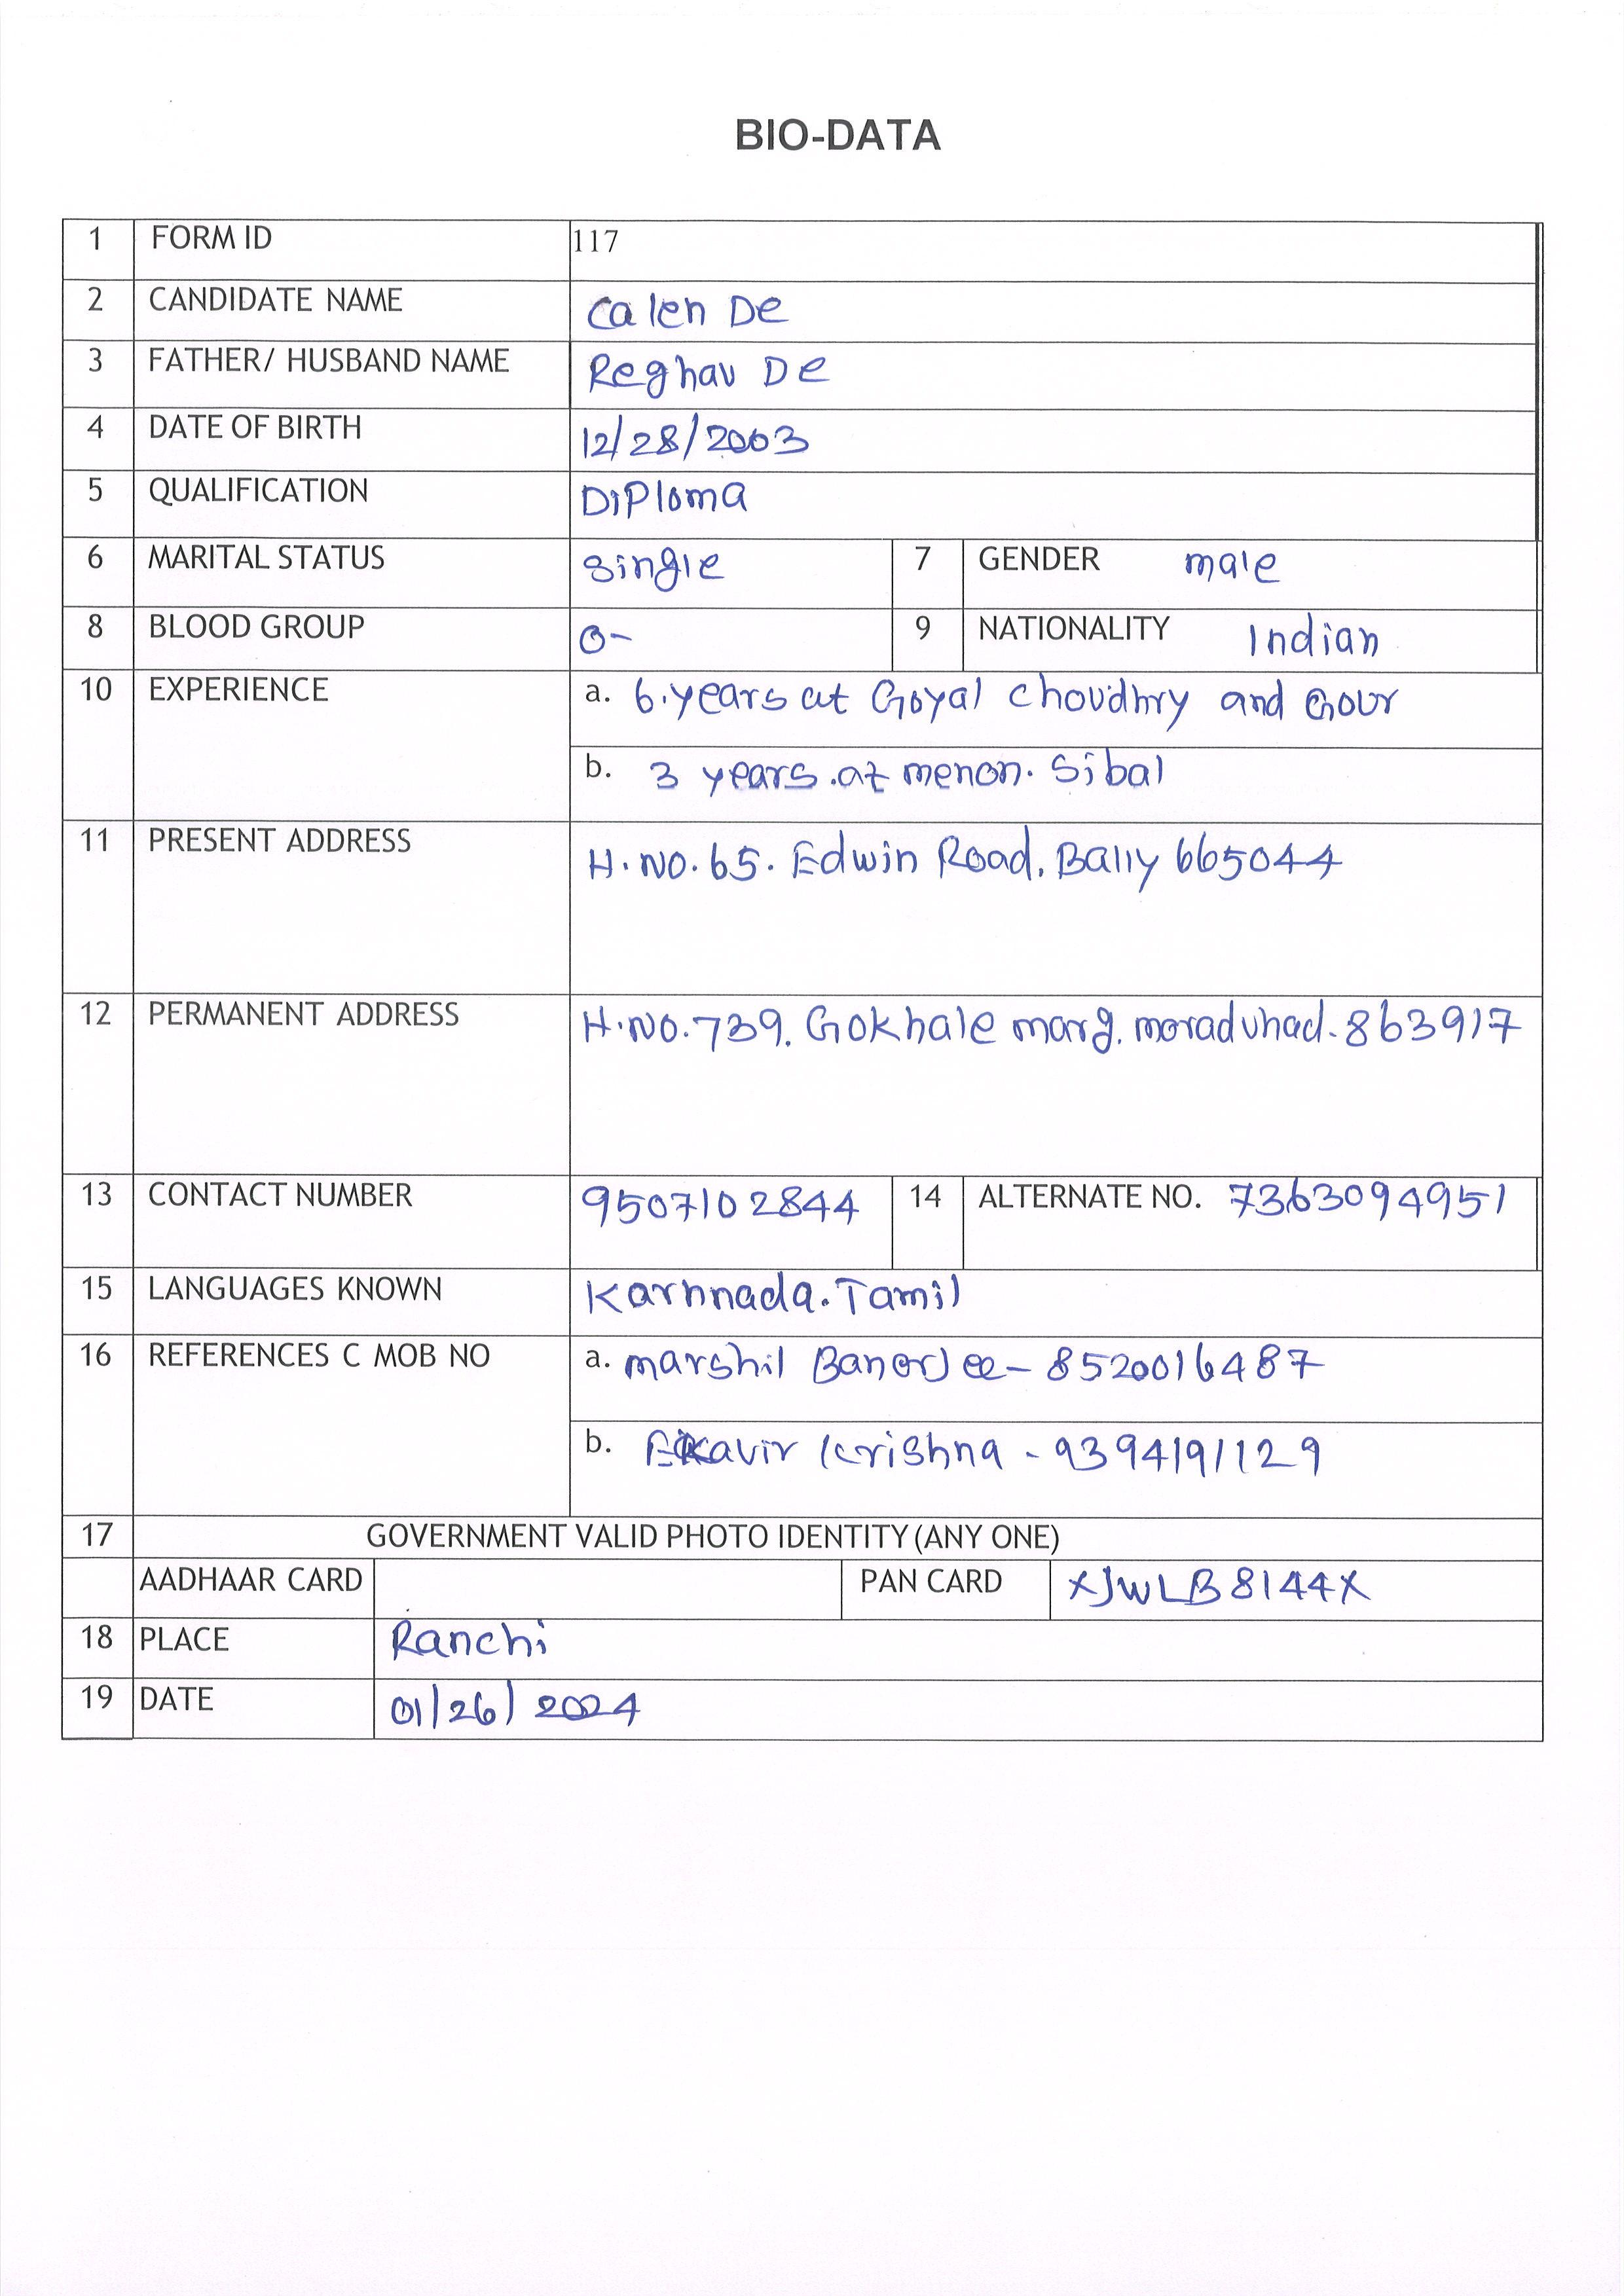 BIO-DATA
1 FORM ID 117
2 CANDIDATE NAME Calen De
3 FATHER/ HUSBAND NAME Reghav De
4 DATE OF BIRTH 12/28/2003
5 QUALIFICATION Diploma
6 MARITAL STATUS single 7 GENDER male
8 BLOOD GROUP O- 9 NATIONALITY Indian
10 EXPERIENCE a. 6.years at Goyal Choudhry and Gour
b. 3 years.at menon. Sibal
11 PRESENT ADDRESS H.NO.65. Edwin Road. Bally 665044
12 PERMANENT ADDRESS H.NO.739. Gokhale marg. moraduhad-863917
13 CONTACT NUMBER 9507102844 14 ALTERNATE NO. 7363094951
15 LANGUAGES KNOWN Karnnada.Tamil
16 REFERENCES C MOB NO a. marshil Banerjee-8520016487
b. Ekavir Krishna - 9394191129
17 GOVERNMENT VALID PHOTO IDENTITY (ANY ONE)
AADHAAR CARD PAN CARD XJWLB8144X
18 PLACE Ranchi
19 DATE 01/26/2024